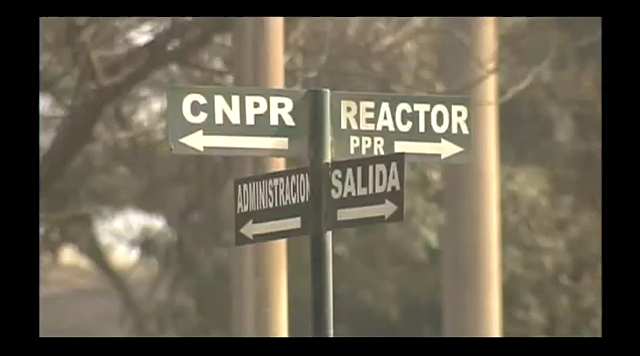 CNPR
REACTOR
PPR
ADMINISTRACION
SALIDA